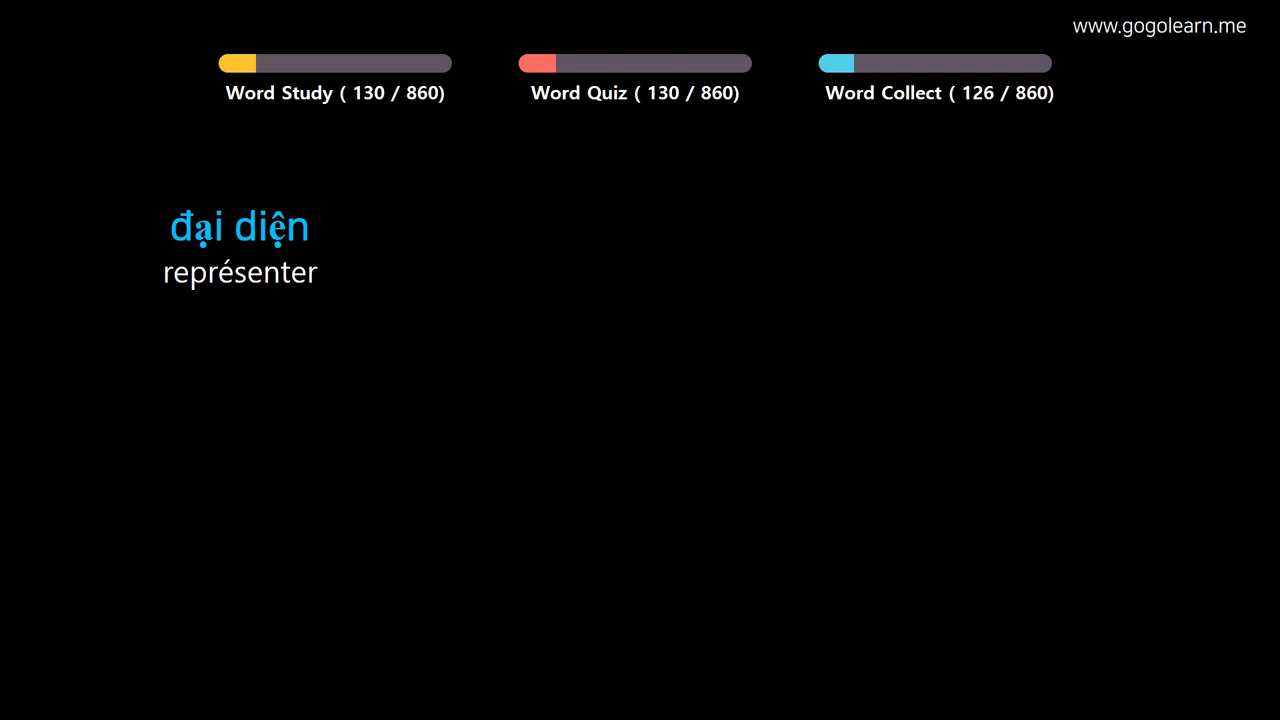 www.gogolearn.me
Word Study ( 130 / 860)
Word Quiz ( 130 / 860)
Word Collect ( 126 / 860)
đại diện
représenter